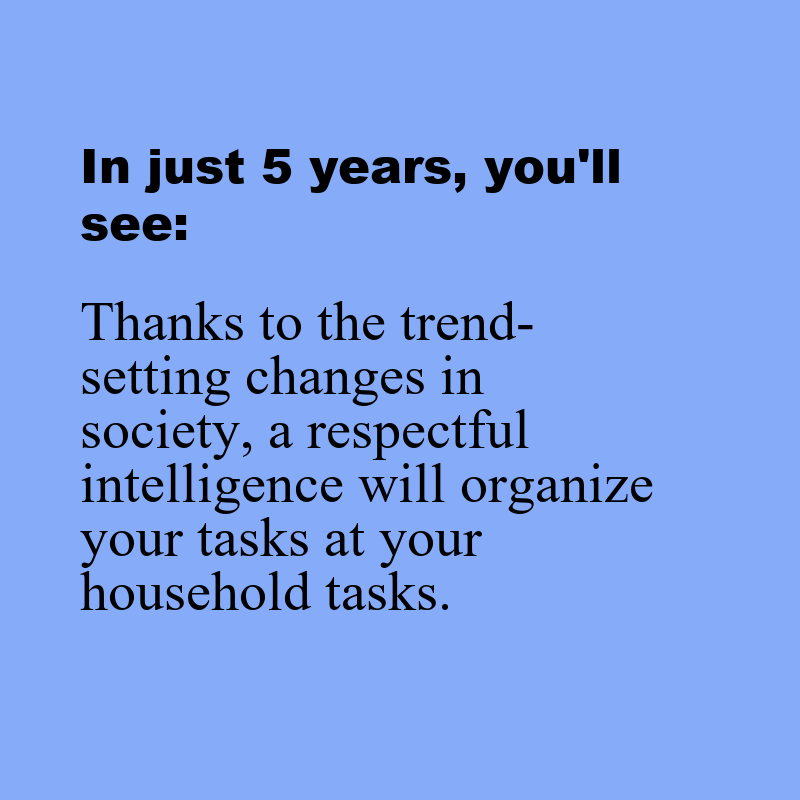 In just 5 years, you'll
see:
Thanks to the trend-
setting changes in
society, a respectful
intelligence will organize
your tasks at your
household tasks.